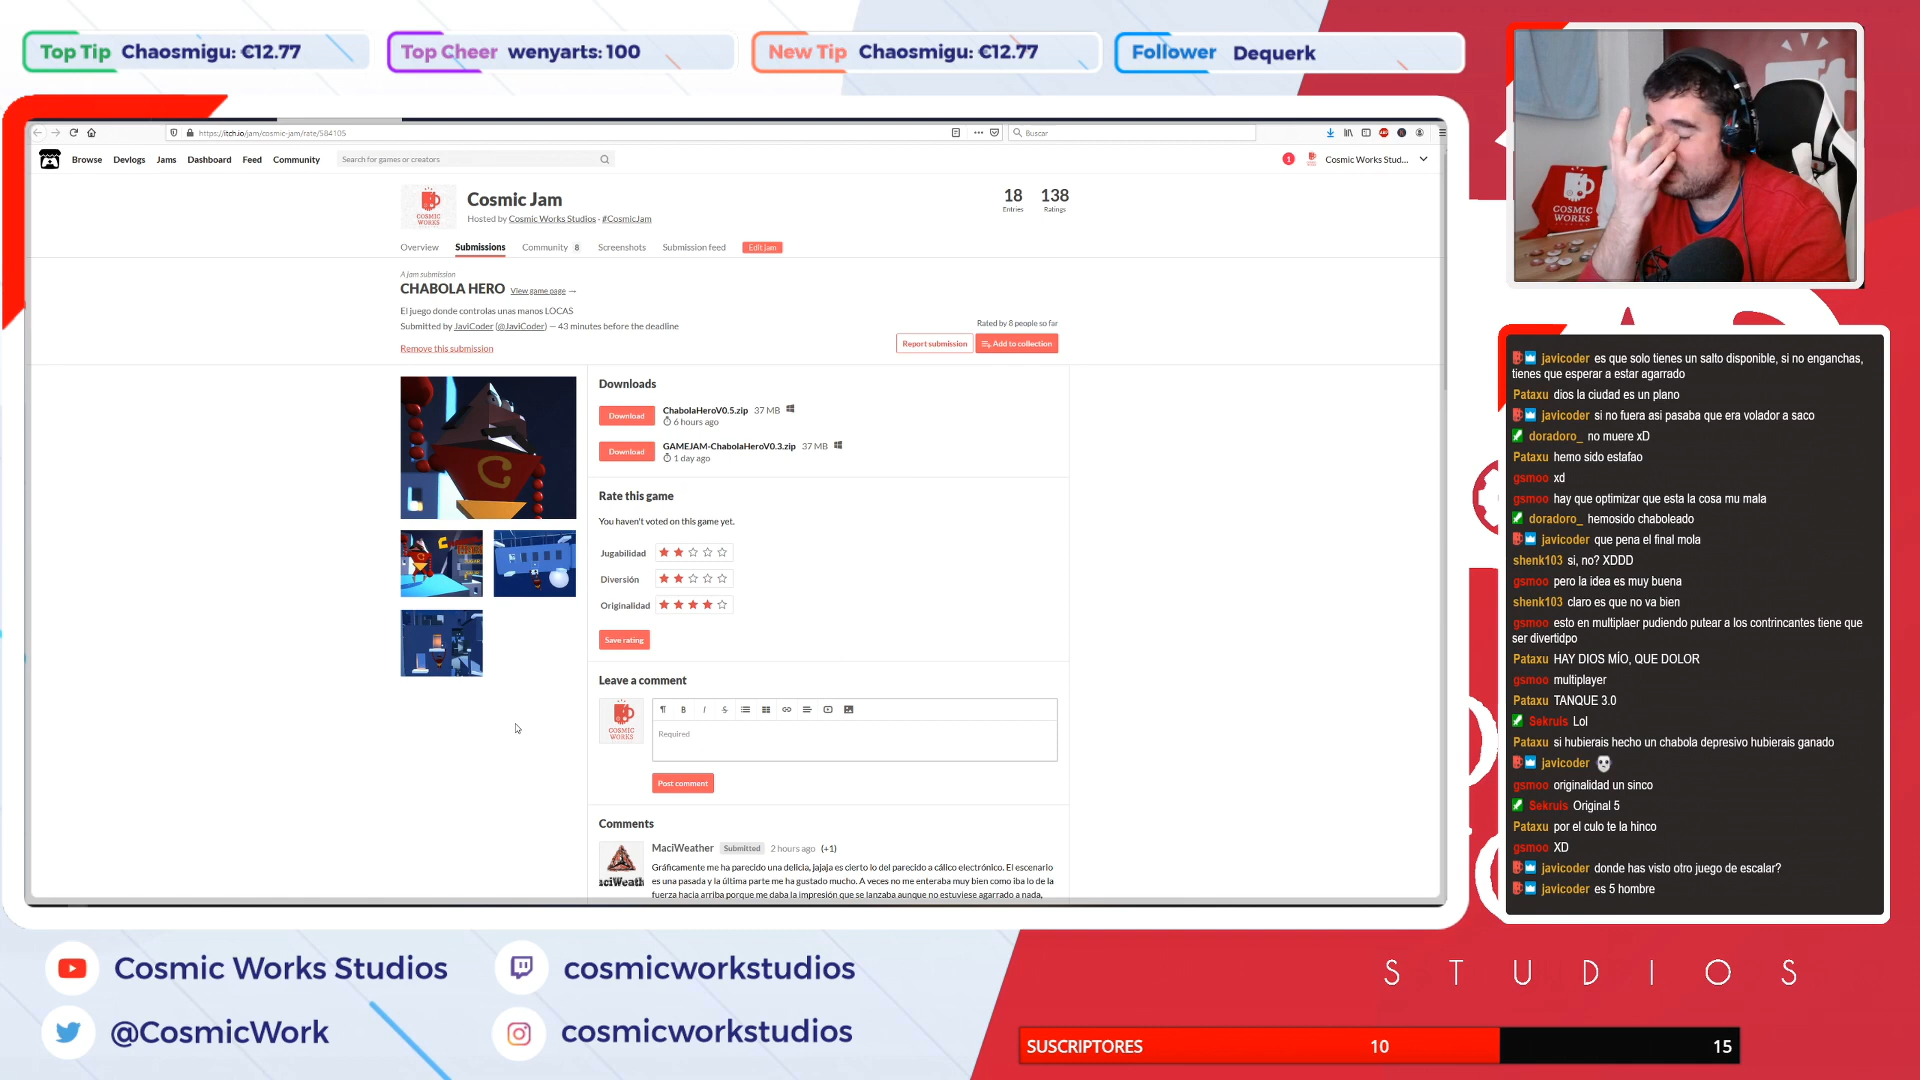 Top Tip Chaosmigu: €12.77
Top Cheer wenyarts: 100
New Tip Chaosmigu: €12.77
Follower Dequerk
https://itch.io/jam/cosmic-jam/rate/584105
Buscar
Browse Devlogs Jams Dashboard Feed Community
Search for games or creators
1 Cosmic Works Stud...
COSMIC WORKS
Cosmic Jam
Hosted by Cosmic Works Studios · #CosmicJam
18 Entries
138 Ratings
Overview Submissions Community 8 Screenshots Submission feed Edit jam
A jam submission
CHABOLA HERO View game page →
El juego donde controlas unas manos LOCAS
Submitted by JaviCoder (@JaviCoder) — 43 minutes before the deadline
Rated by 8 people so far
Remove this submission
Report submission Add to collection
Downloads
Download ChabolaHeroV0.5.zip 37 MB
6 hours ago
Download GAMEJAM-ChabolaHeroV0.3.zip 37 MB
1 day ago
Rate this game
You haven't voted on this game yet.
Jugabilidad
Diversión
Originalidad
Save rating
Leave a comment
COSMIC WORKS
Required
Post comment
Comments
MaciWeather Submitted 2 hours ago (+1)
Gráficamente me ha parecido una delicia, jajaja es cierto lo del parecido a cálico electrónico. El escenario
es una pasada y la última parte me ha gustado mucho. A veces no me enteraba muy bien como iba lo de la
fuerza hacia arriba porque me daba la impresión que se lanzaba aunque no estuviese agarrado a nada,
COSMIC WORKS
javicoder es que solo tienes un salto disponible, si no enganchas,
tienes que esperar a estar agarrado
Pataxu dios la ciudad es un plano
javicoder si no fuera asi pasaba que era volador a saco
doradoro_ no muere xD
Pataxu hemo sido estafao
gsmoo xd
gsmoo hay que optimizar que esta la cosa mu mala
doradoro_ hemosido chaboleado
javicoder que pena el final mola
shenk103 si, no? XDDD
gsmoo pero la idea es muy buena
shenk103 claro es que no va bien
gsmoo esto en multiplaer pudiendo putear a los contrincantes tiene que
ser divertidpo
Pataxu HAY DIOS MÍO, QUE DOLOR
gsmoo multiplayer
Pataxu TANQUE 3.0
Sekruis Lol
Pataxu si hubierais hecho un chabola depresivo hubierais ganado
javicoder
gsmoo originalidad un sinco
Sekruis Original 5
Pataxu por el culo te la hinco
gsmoo XD
javicoder donde has visto otro juego de escalar?
javicoder es 5 hombre
Cosmic Works Studios
cosmicworkstudios
@CosmicWork
cosmicworkstudios
STUDIOS
SUSCRIPTORES 10 15